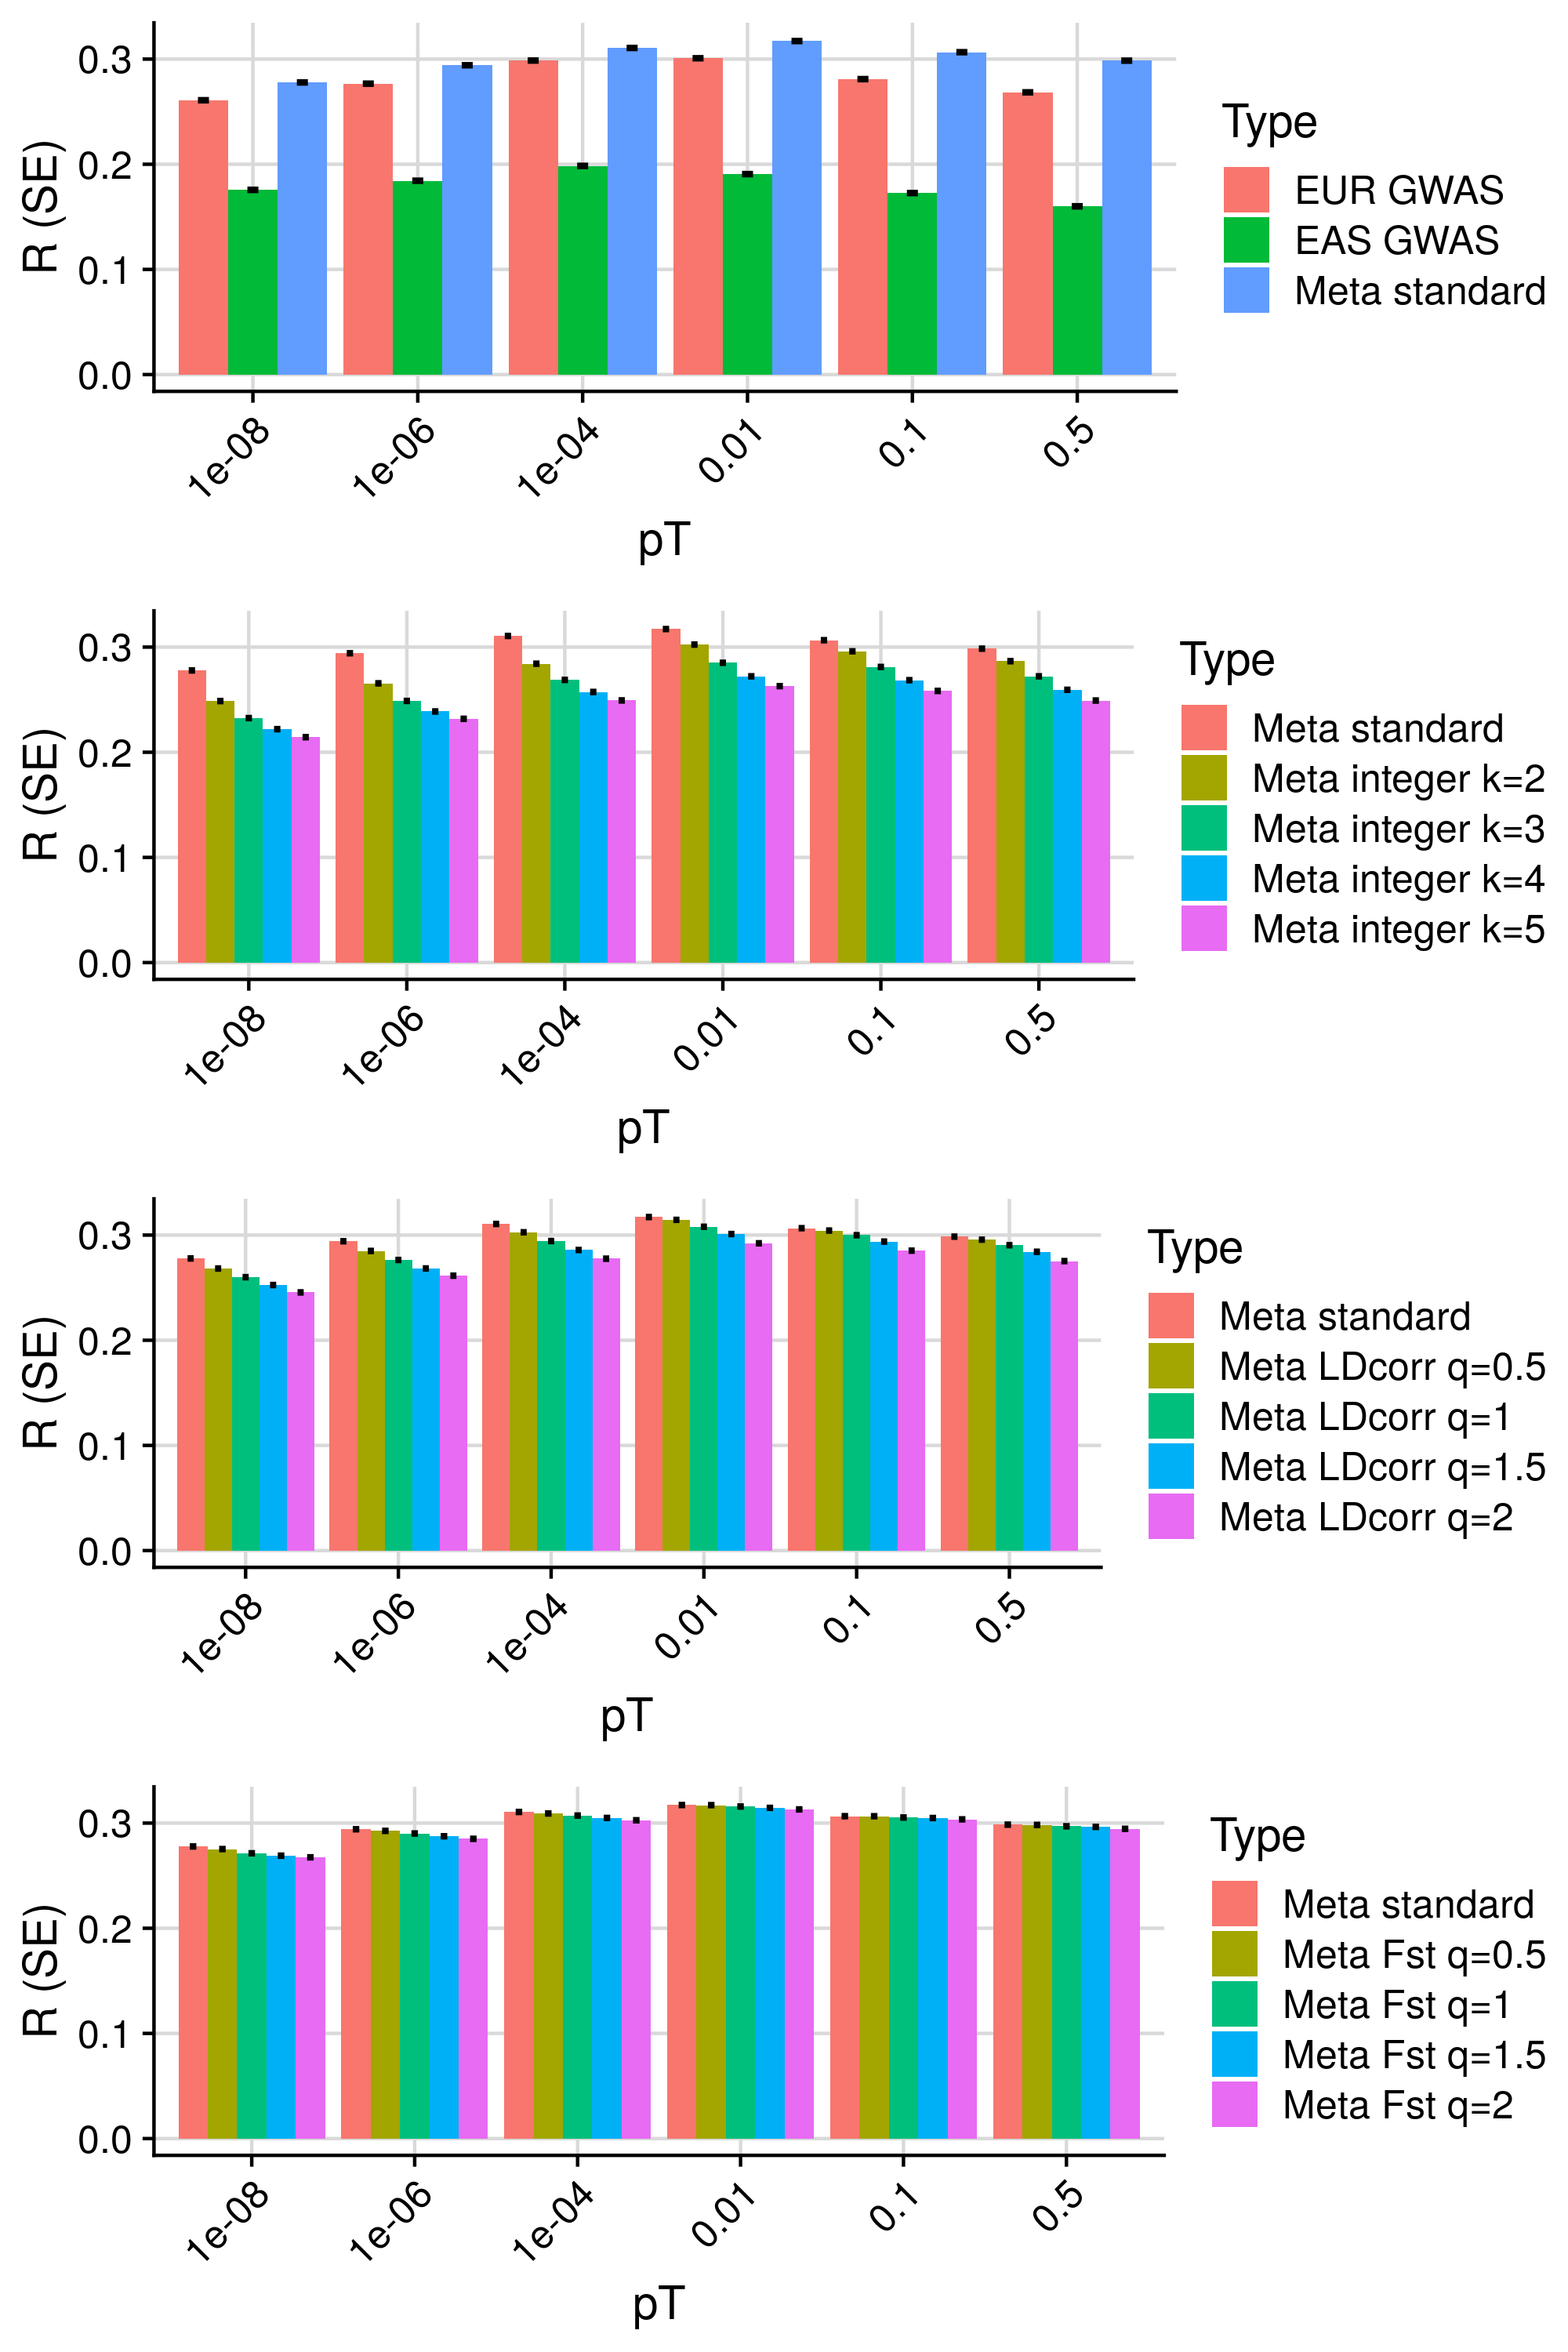 R (SE)
0.3
0.2
0.1
0.0
1e-08
1e-06
1e-04
0.01
0.1
0.5
pT
Type
EUR GWAS
EAS GWAS
Meta standard
R (SE)
0.3
0.2
0.1
0.0
1e-08
1e-06
1e-04
0.01
0.1
0.5
pT
Type
Meta standard
Meta integer k=2
Meta integer k=3
Meta integer k=4
Meta integer k=5
R (SE)
0.3
0.2
0.1
0.0
1e-08
1e-06
1e-04
0.01
0.1
0.5
pT
Type
Meta standard
Meta LDcorr q=0.5
Meta LDcorr q=1
Meta LDcorr q=1.5
Meta LDcorr q=2
R (SE)
0.3
0.2
0.1
0.0
1e-08
1e-06
1e-04
0.01
0.1
0.5
pT
Type
Meta standard
Meta Fst q=0.5
Meta Fst q=1
Meta Fst q=1.5
Meta Fst q=2